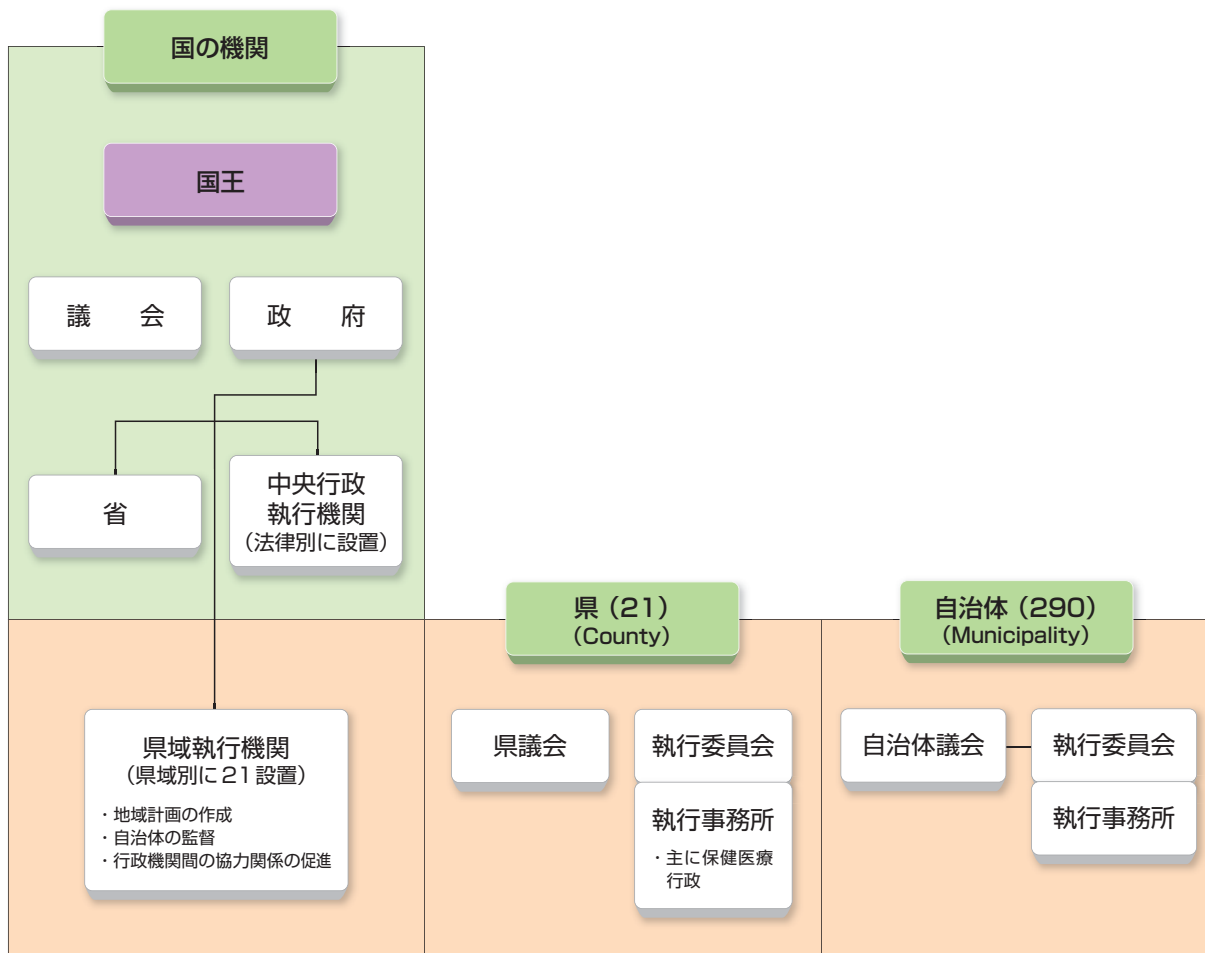 国の機関
国王
議　会
政　府
省
中央行政
執行機関
（法律別に設置）
県域執行機関
（県域別に21設置）
・地域計画の作成
・自治体の監督
・行政機関間の協力関係の促進
県（21）
（County）
県議会
執行委員会
執行事務所
・主に保健医療
行政
自治体（290）
（Municipality）
自治体議会
執行委員会
執行事務所